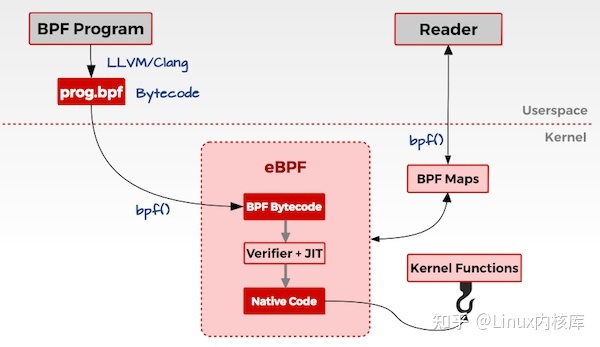 BPF Program
Reader
LLVM/Clang
prog.bpf
Bytecode
Userspace
Kernel
bpf()
eBPF
BPF Maps
bpf()
BPF Bytecode
Verifier + JIT
Kernel Functions
Native Code
知乎 @Linux内核库